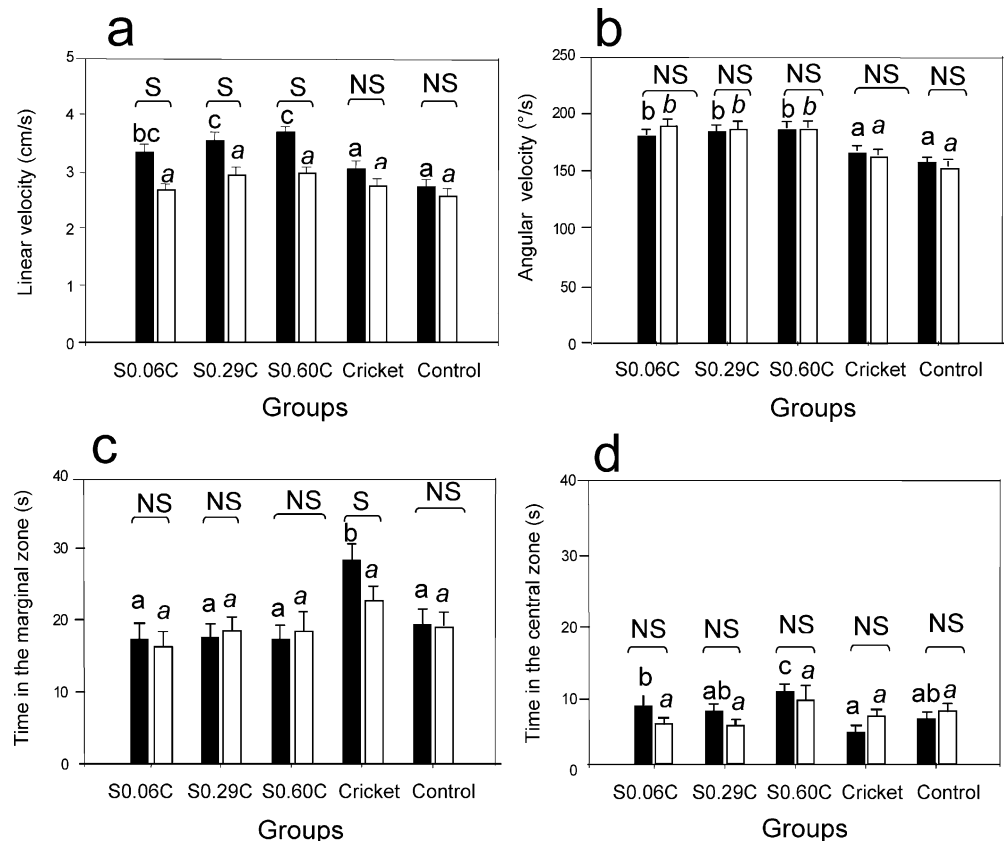 a
Linear velocity (cm/s)
5
4
3
2
1
0
S S S NS NS
bc a c a c a a a a a
S0.06C S0.29C S0.60C Cricket Control
Groups
b
Angular velocity (°/s)
250
200
150
100
50
0
NS NS NS NS NS
b b b b b b a a a a
S0.06C S0.29C S0.60C Cricket Control
Groups
c
Time in the marginal zone (s)
40
30
20
10
0
NS NS NS S NS
a a a a a a b a a a
S0.06C S0.29C S0.60C Cricket Control
Groups
d
Time in the central zone (s)
40
30
20
10
0
NS NS NS NS NS
b a ab a c a a a ab a
S0.06C S0.29C S0.60C Cricket Control
Groups